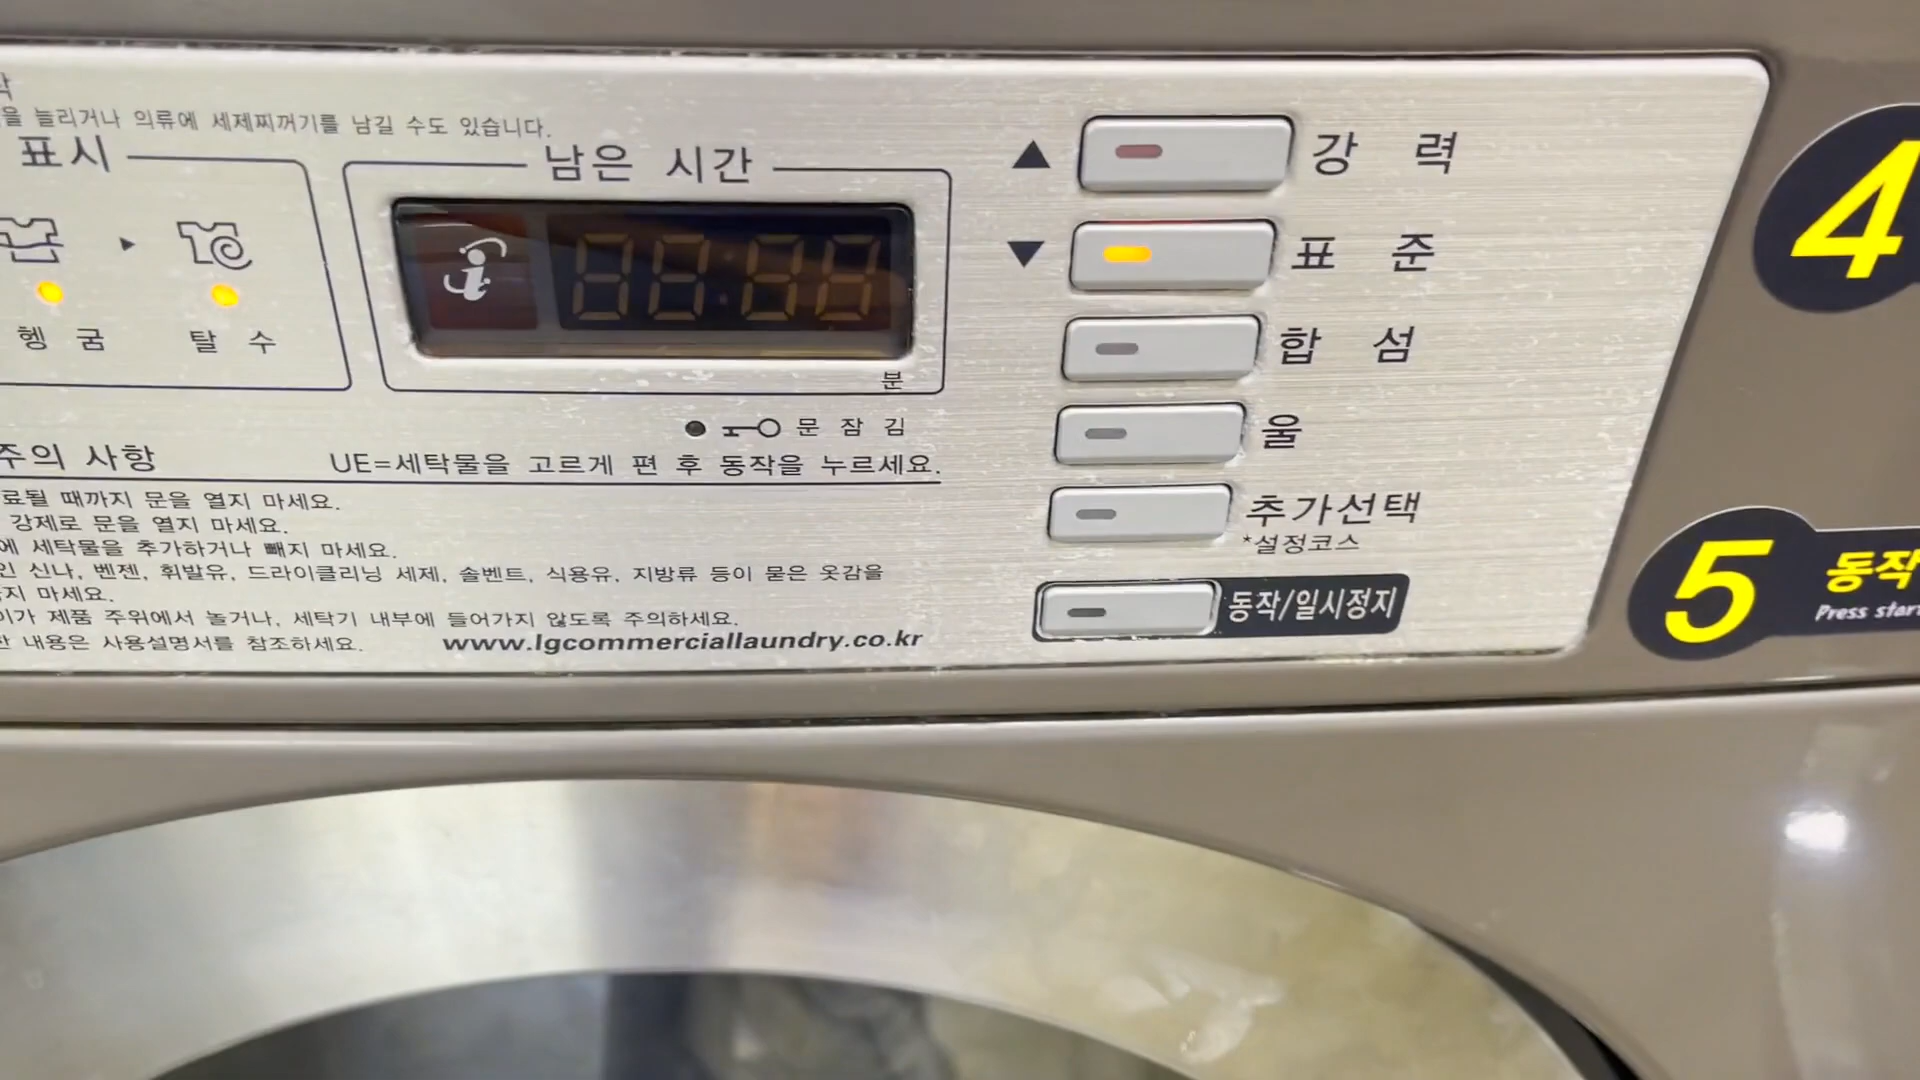 을 늘리거나 의류에 세제찌꺼기를 남길 수도 있습니다.
표시
헹 굼
탈 수
남은 시간
분
문 잠 김
UE=세탁물을 고르게 편 후 동작을 누르세요.
주의 사항
료될 때까지 문을 열지 마세요.
강제로 문을 열지 마세요.
에 세탁물을 추가하거나 빼지 마세요.
인 신나, 벤젠, 휘발유, 드라이클리닝 세제, 솔벤트, 식용유, 지방류 등이 묻은 옷감을
지 마세요.
이가 제품 주위에서 놀거나, 세탁기 내부에 들어가지 않도록 주의하세요.
한 내용은 사용설명서를 참조하세요.
www.lgcommerciallaundry.co.kr
강 력
표 준
합 섬
울
추가선택
*설정코스
동작/일시정지
4
5
동작
Press start